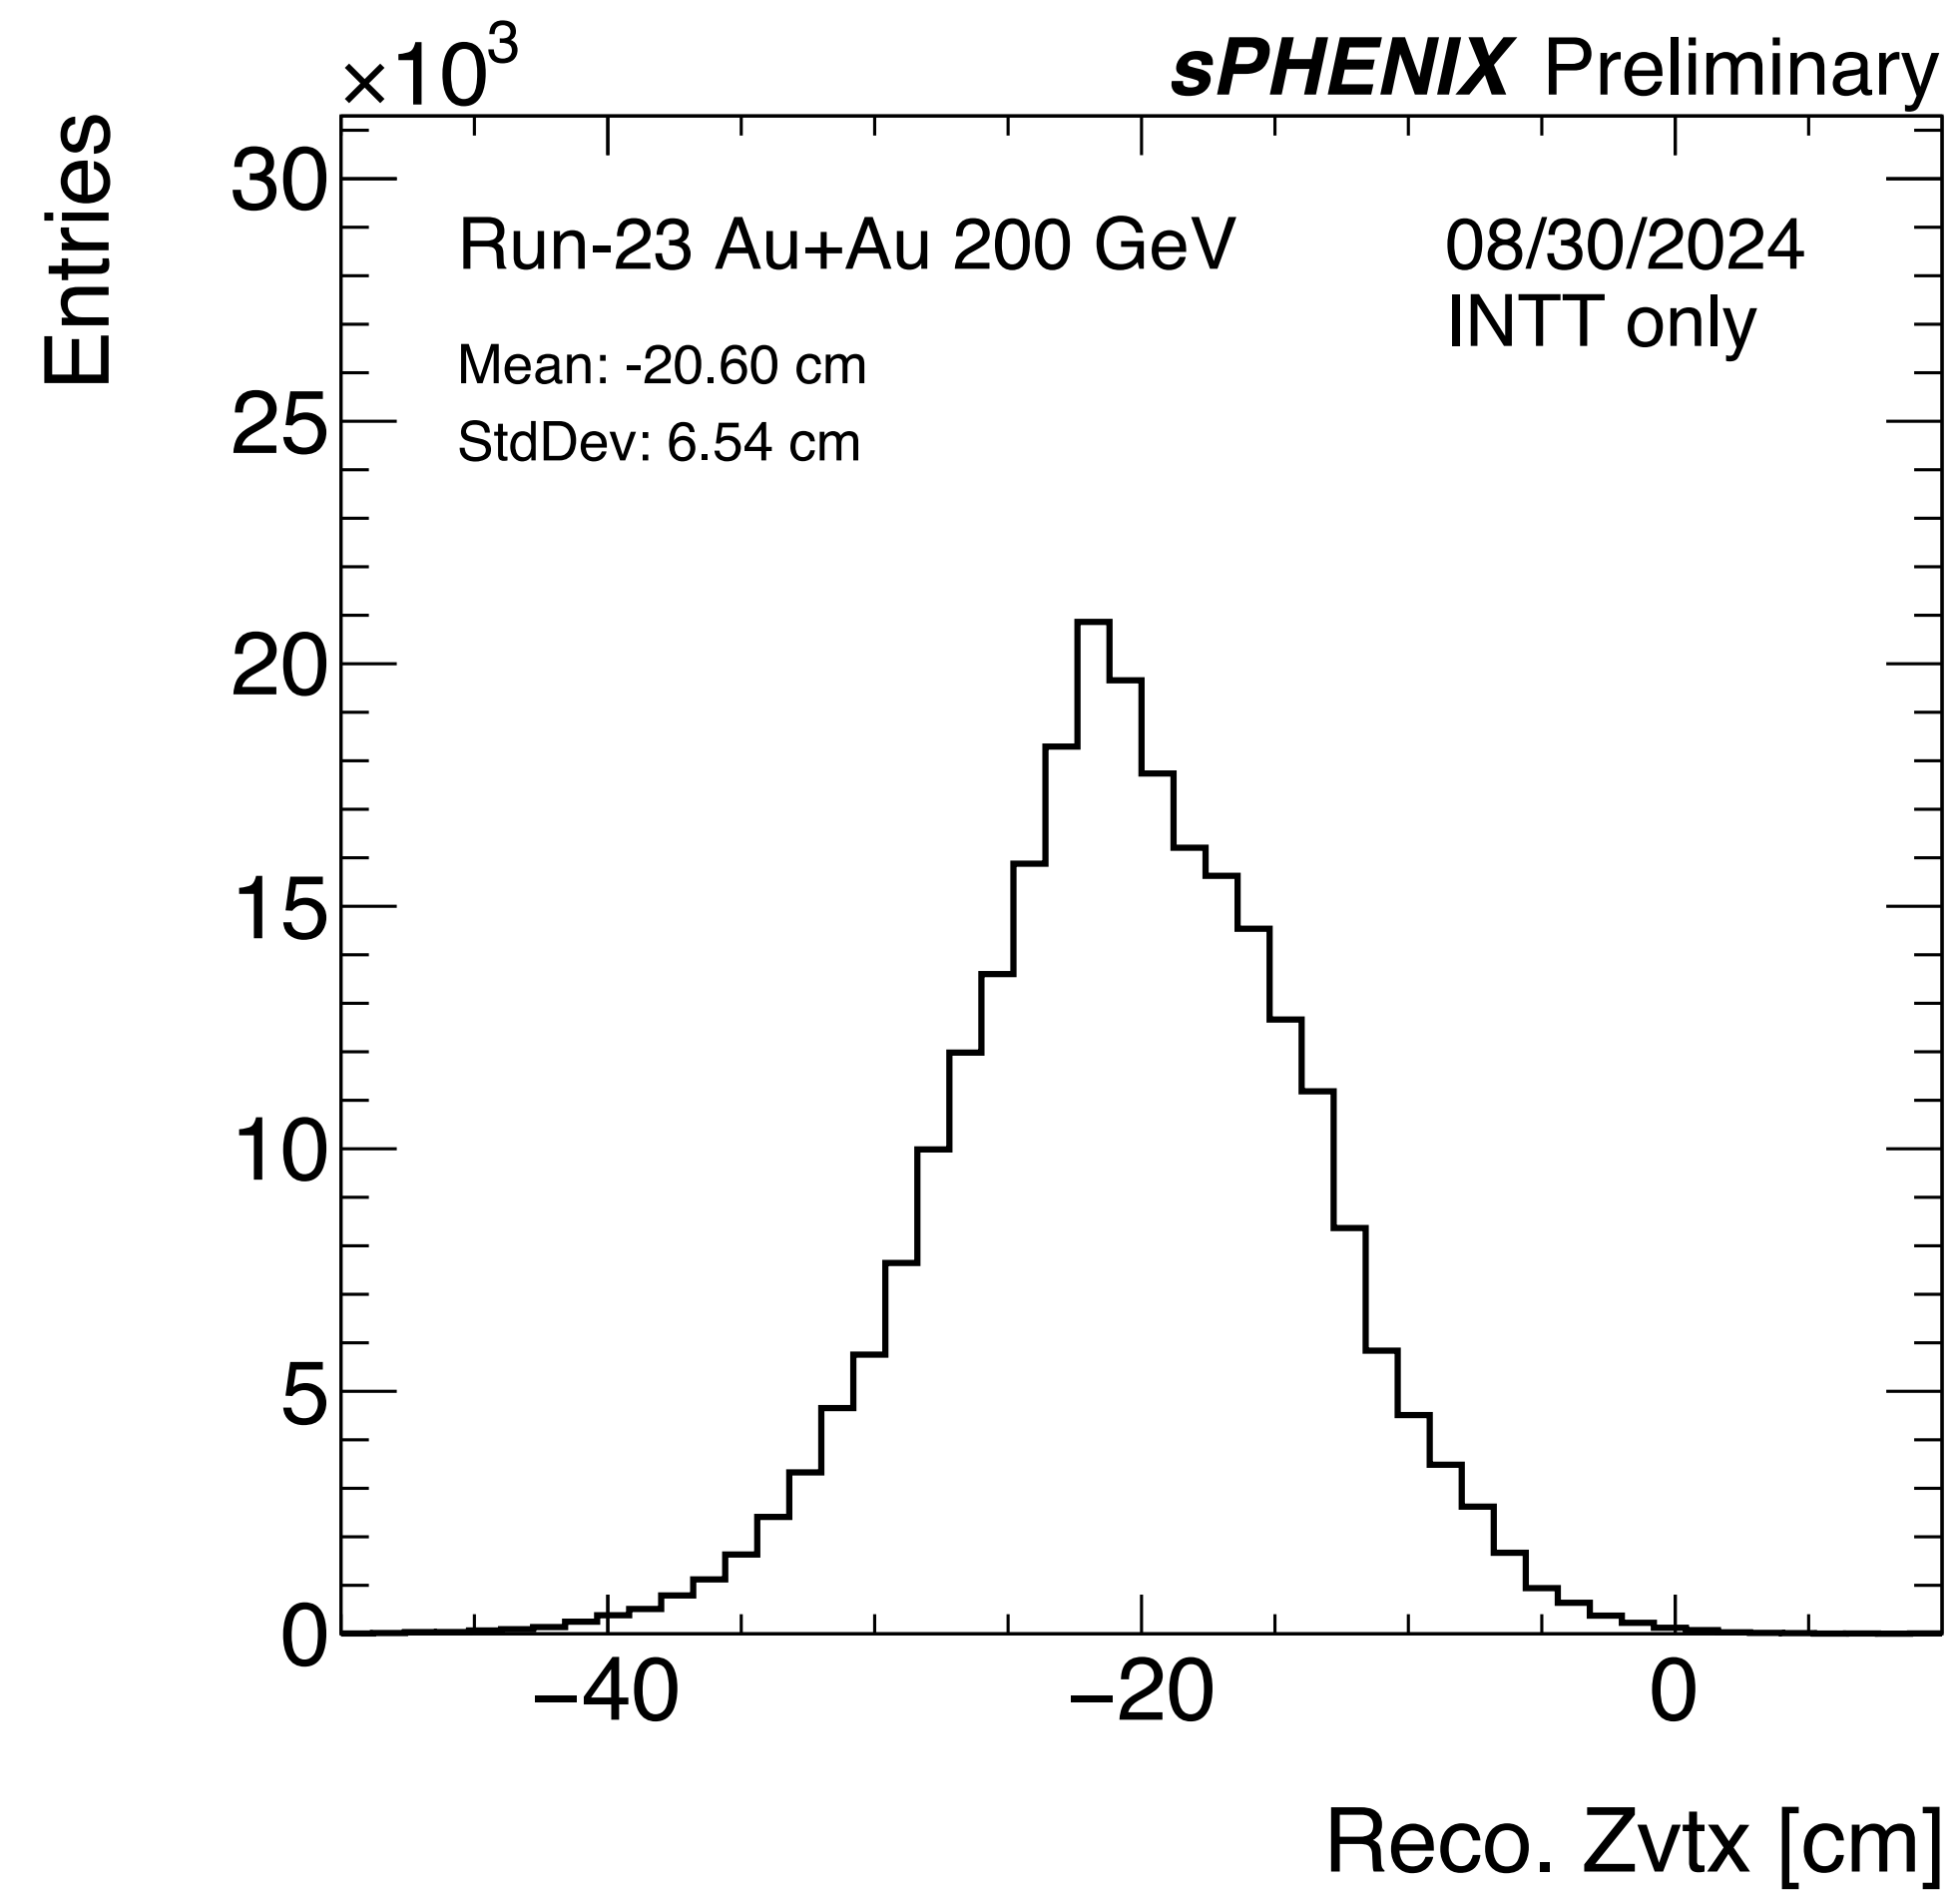 ×10³
sPHENIX Preliminary
Entries
30
Run-23 Au+Au 200 GeV
08/30/2024
INTT only
Mean: -20.60 cm
25
StdDev: 6.54 cm
20
15
10
5
0
−40
−20
0
Reco. Zvtx [cm]